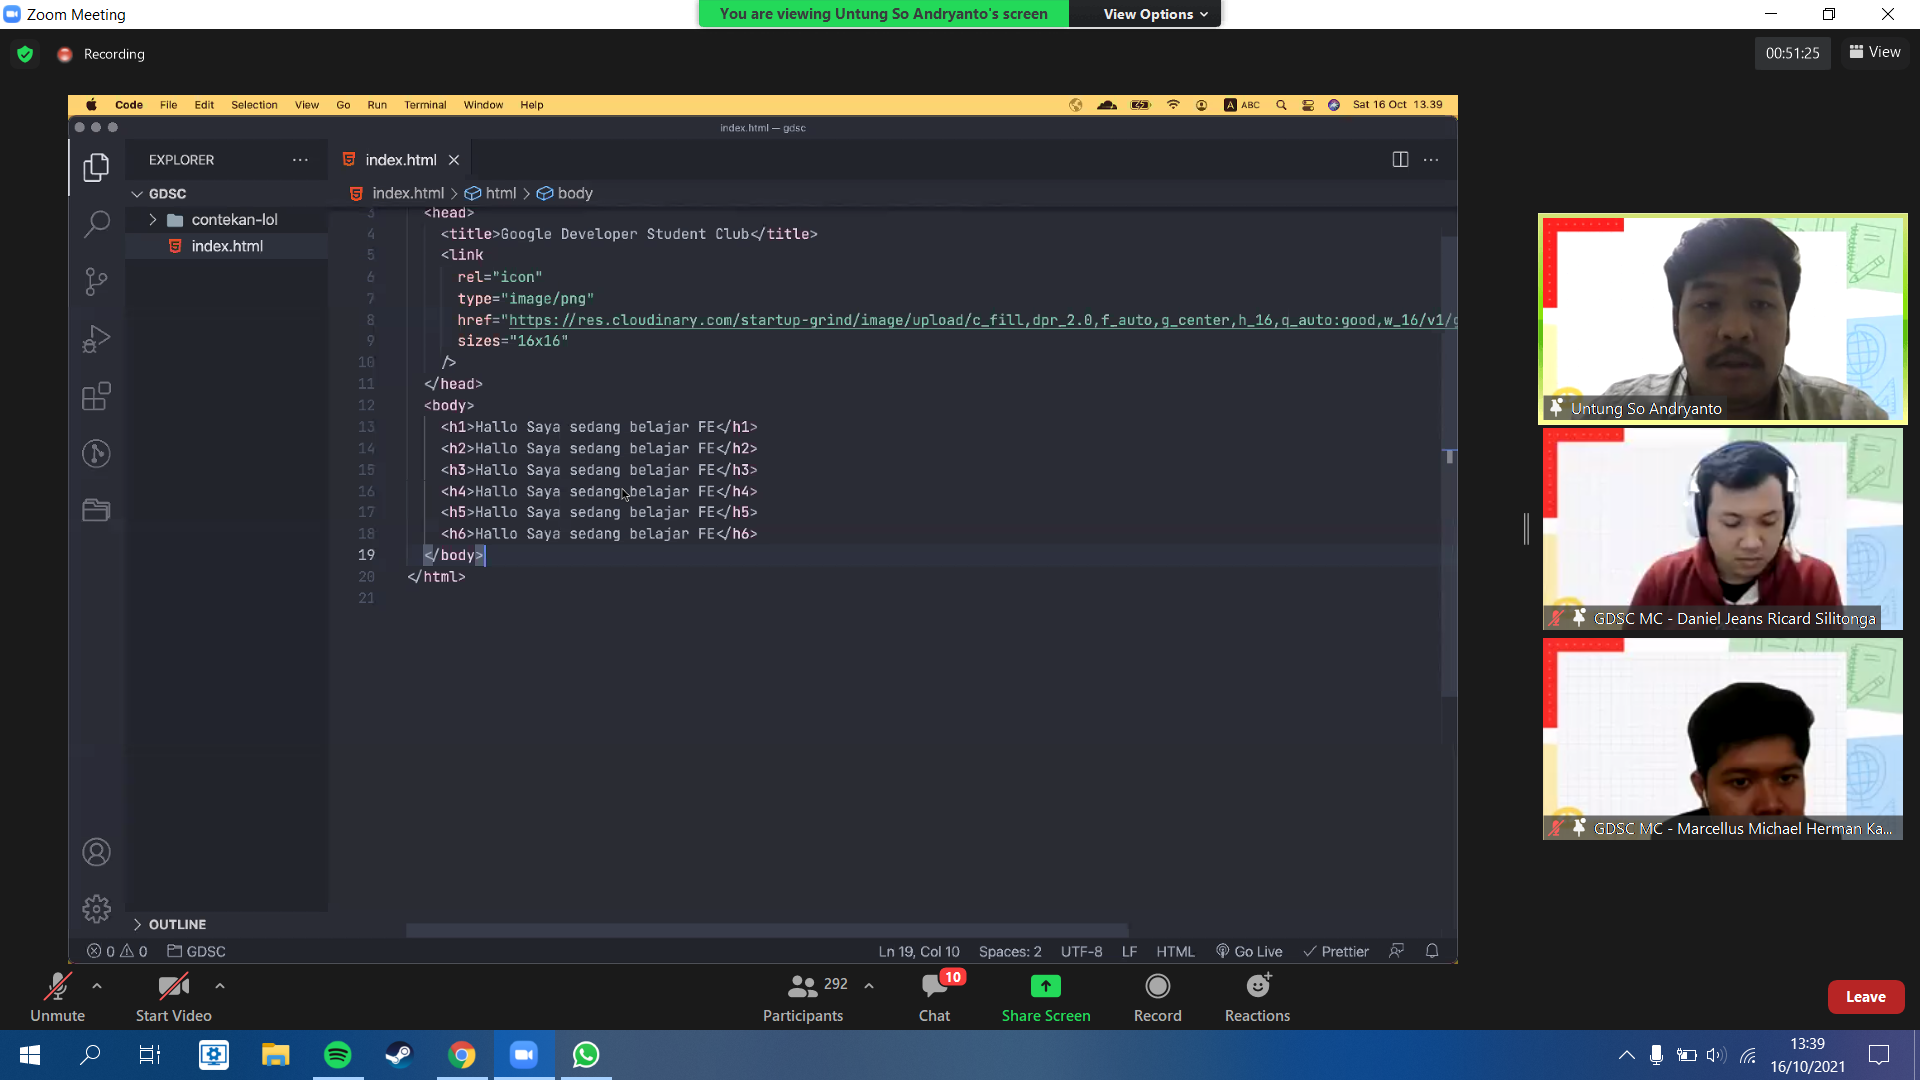 Zoom Meeting
You are viewing Untung So Andryanto's screen
View Options
Recording
00:51:25
View
Code File Edit Selection View Go Run Terminal Window Help
A ABC
Sat 16 Oct 13.39
index.html — gdsc
EXPLORER
index.html
GDSC
index.html > html > body
contekan-lol
index.html
3 <head>
4 <title>Google Developer Student Club</title>
5 <link
6 rel="icon"
7 type="image/png"
8 href="https://res.cloudinary.com/startup-grind/image/upload/c_fill,dpr_2.0,f_auto,g_center,h_16,q_auto:good,w_16/v1/
9 sizes="16x16"
10 />
11 </head>
12 <body>
13 <h1>Hallo Saya sedang belajar FE</h1>
14 <h2>Hallo Saya sedang belajar FE</h2>
15 <h3>Hallo Saya sedang belajar FE</h3>
16 <h4>Hallo Saya sedang belajar FE</h4>
17 <h5>Hallo Saya sedang belajar FE</h5>
18 <h6>Hallo Saya sedang belajar FE</h6>
19 </body>
20 </html>
21
OUTLINE
0 0 GDSC
Ln 19, Col 10 Spaces: 2 UTF-8 LF HTML Go Live Prettier
Untung So Andryanto
GDSC MC - Daniel Jeans Ricard Silitonga
GDSC MC - Marcellus Michael Herman Ka...
292
10
Unmute
Start Video
Participants
Chat
Share Screen
Record
Reactions
Leave
13:39
16/10/2021